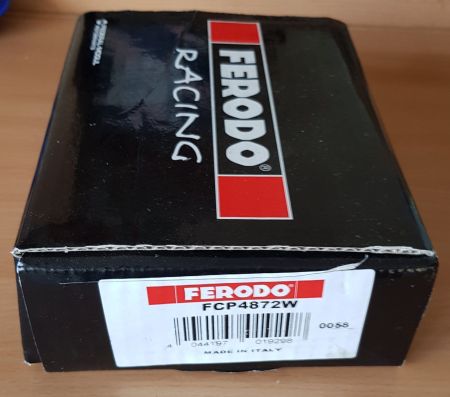 FERODO®
RACING
FERODO
FCP4872W
0058
4 044197 019298
MADE IN ITALY